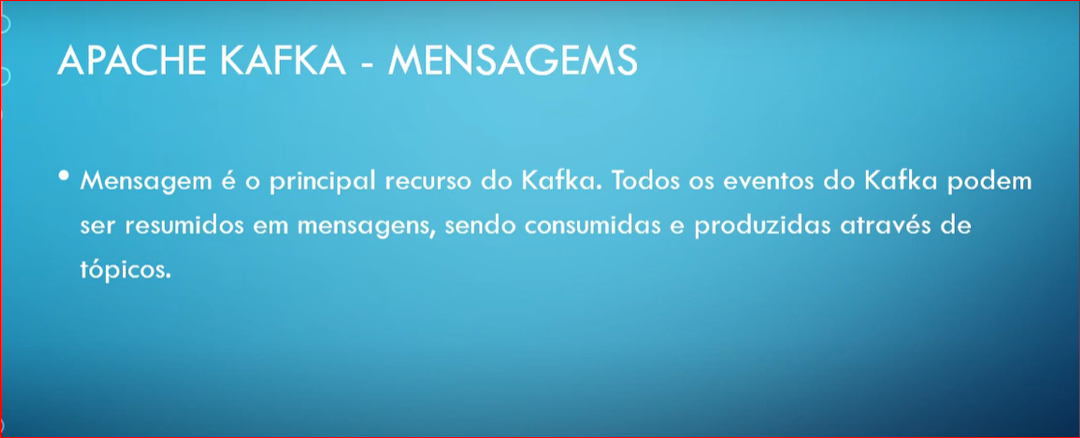 APACHE KAFKA - MENSAGEMS
• Mensagem é o principal recurso do Kafka. Todos os eventos do Kafka podem
ser resumidos em mensagens, sendo consumidas e produzidas através de
tópicos.